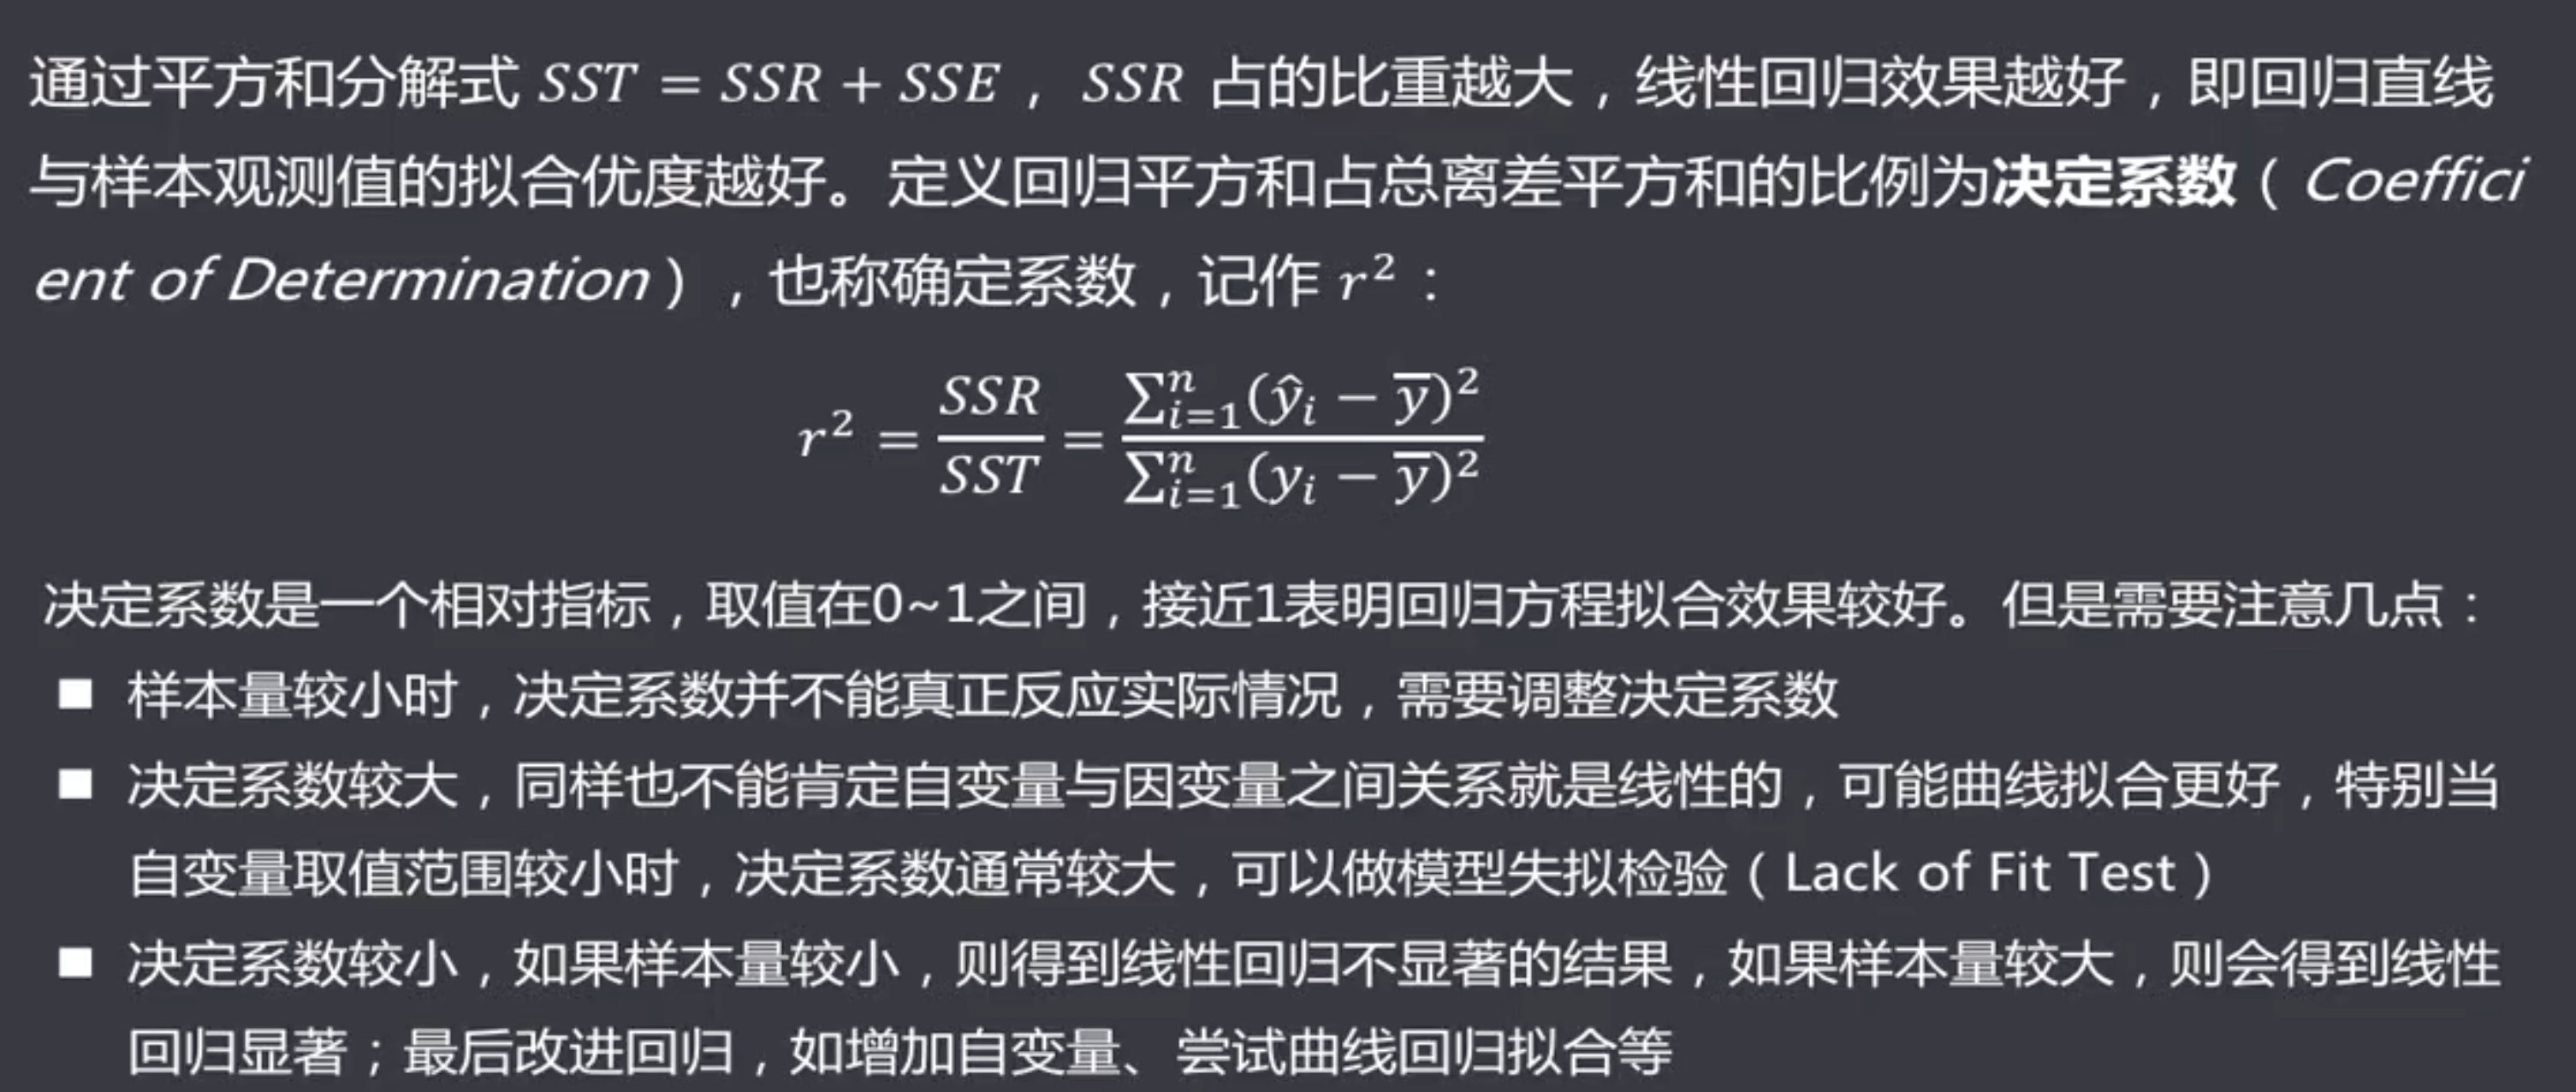 通过平方和分解式 SST = SSR + SSE，SSR 占的比重越大，线性回归效果越好，即回归直线
与样本观测值的拟合优度越好。定义回归平方和占总离差平方和的比例为决定系数（Coeffici
ent of Determination），也称确定系数，记作 r²：
r² = SSR/SST = ∑ⁿᵢ₌₁(ŷᵢ − ȳ)²/∑ⁿᵢ₌₁(yᵢ − ȳ)²
决定系数是一个相对指标，取值在0~1之间，接近1表明回归方程拟合效果较好。但是需要注意几点：
■ 样本量较小时，决定系数并不能真正反应实际情况，需要调整决定系数
■ 决定系数较大，同样也不能肯定自变量与因变量之间关系就是线性的，可能曲线拟合更好，特别当
自变量取值范围较小时，决定系数通常较大，可以做模型失拟检验（Lack of Fit Test）
■ 决定系数较小，如果样本量较小，则得到线性回归不显著的结果，如果样本量较大，则会得到线性
回归显著；最后改进回归，如增加自变量、尝试曲线回归拟合等